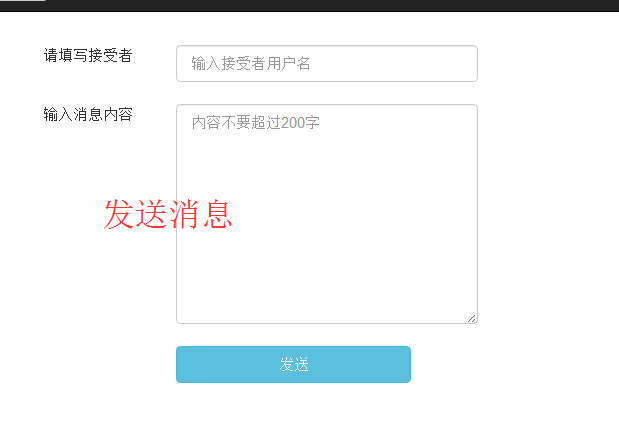 请填写接受者
输入接受者用户名
输入消息内容
内容不要超过200字
发送消息
发送